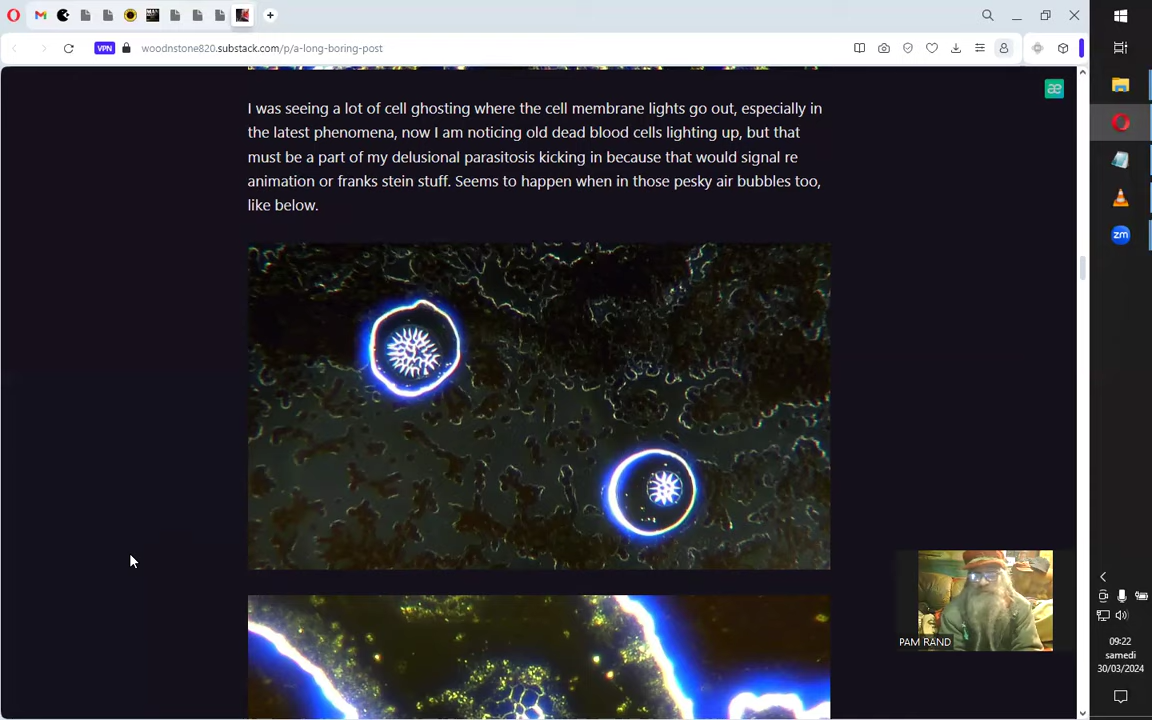 VPN
woodnstone820.substack.com/p/a-long-boring-post
æ
I was seeing a lot of cell ghosting where the cell membrane lights go out, especially in
the latest phenomena, now I am noticing old dead blood cells lighting up, but that
must be a part of my delusional parasitosis kicking in because that would signal re
animation or franks stein stuff. Seems to happen when in those pesky air bubbles too,
like below.
zm
PAM RAND
09:22
samedi
30/03/2024